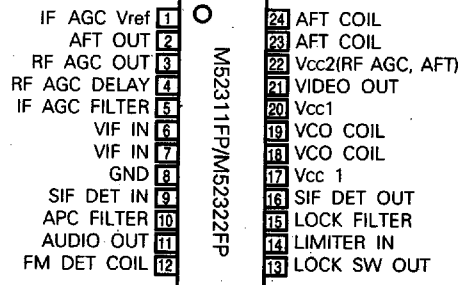 IF AGC Vref 1
AFT OUT 2
RF AGC OUT 3
RF AGC DELAY 4
IF AGC FILTER 5
VIF IN 6
VIF IN 7
GND 8
SIF DET IN 9
APC FILTER 10
AUDIO OUT 11
FM DET COIL 12
M52311FP/M52322FP
24 AFT COIL
23 AFT COIL
22 Vcc2(RF AGC, AFT)
21 VIDEO OUT
20 Vcc1
19 VCO COIL
18 VCO COIL
17 Vcc 1
16 SIF DET OUT
15 LOCK FILTER
14 LIMITER IN
13 LOCK SW OUT